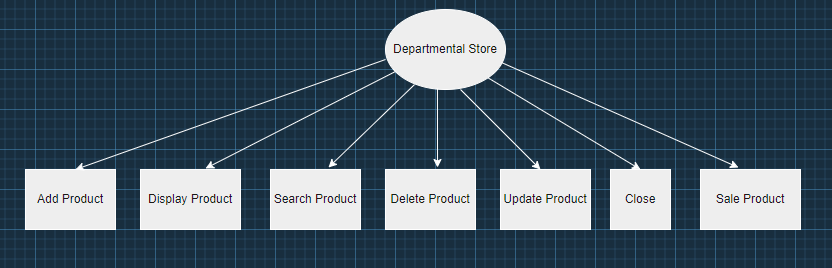 Departmental Store
Add Product
Display Product
Search Product
Delete Product
Update Product
Close
Sale Product